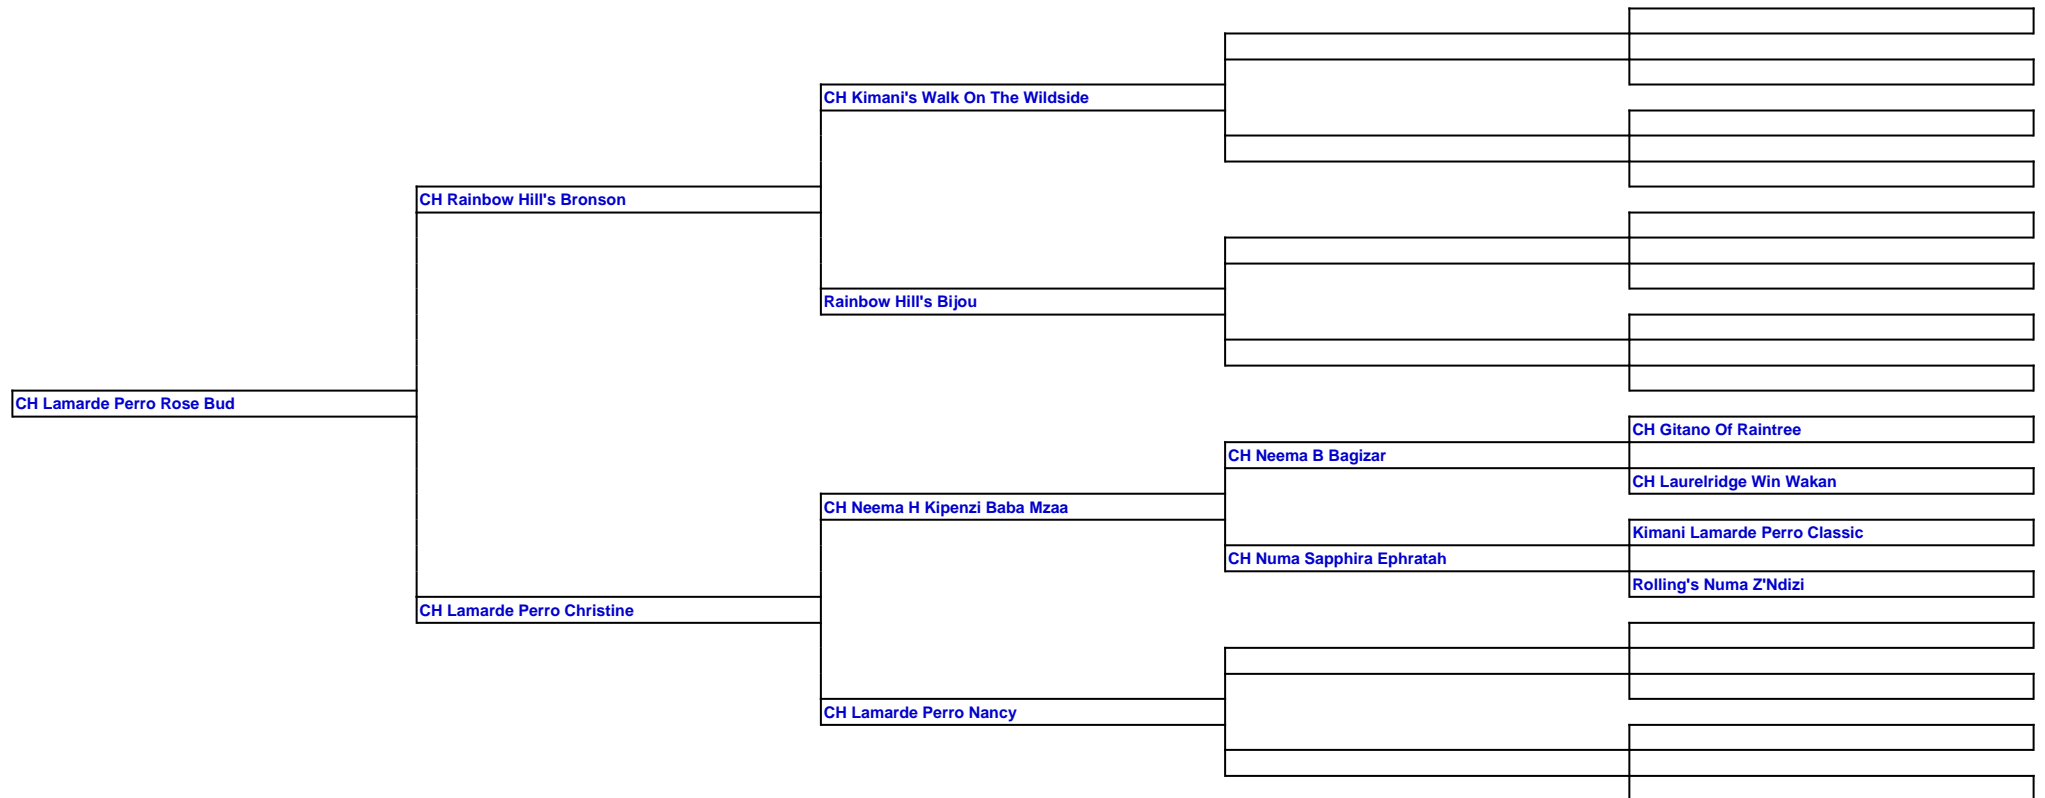 CH Kimani's Walk On The Wildside
CH Rainbow Hill's Bronson
Rainbow Hill's Bijou
CH Lamarde Perro Rose Bud
CH Gitano Of Raintree
CH Neema B Bagizar
CH Laurelridge Win Wakan
CH Neema H Kipenzi Baba Mzaa
Kimani Lamarde Perro Classic
CH Numa Sapphira Ephratah
Rolling's Numa Z'Ndizi
CH Lamarde Perro Christine
CH Lamarde Perro Nancy